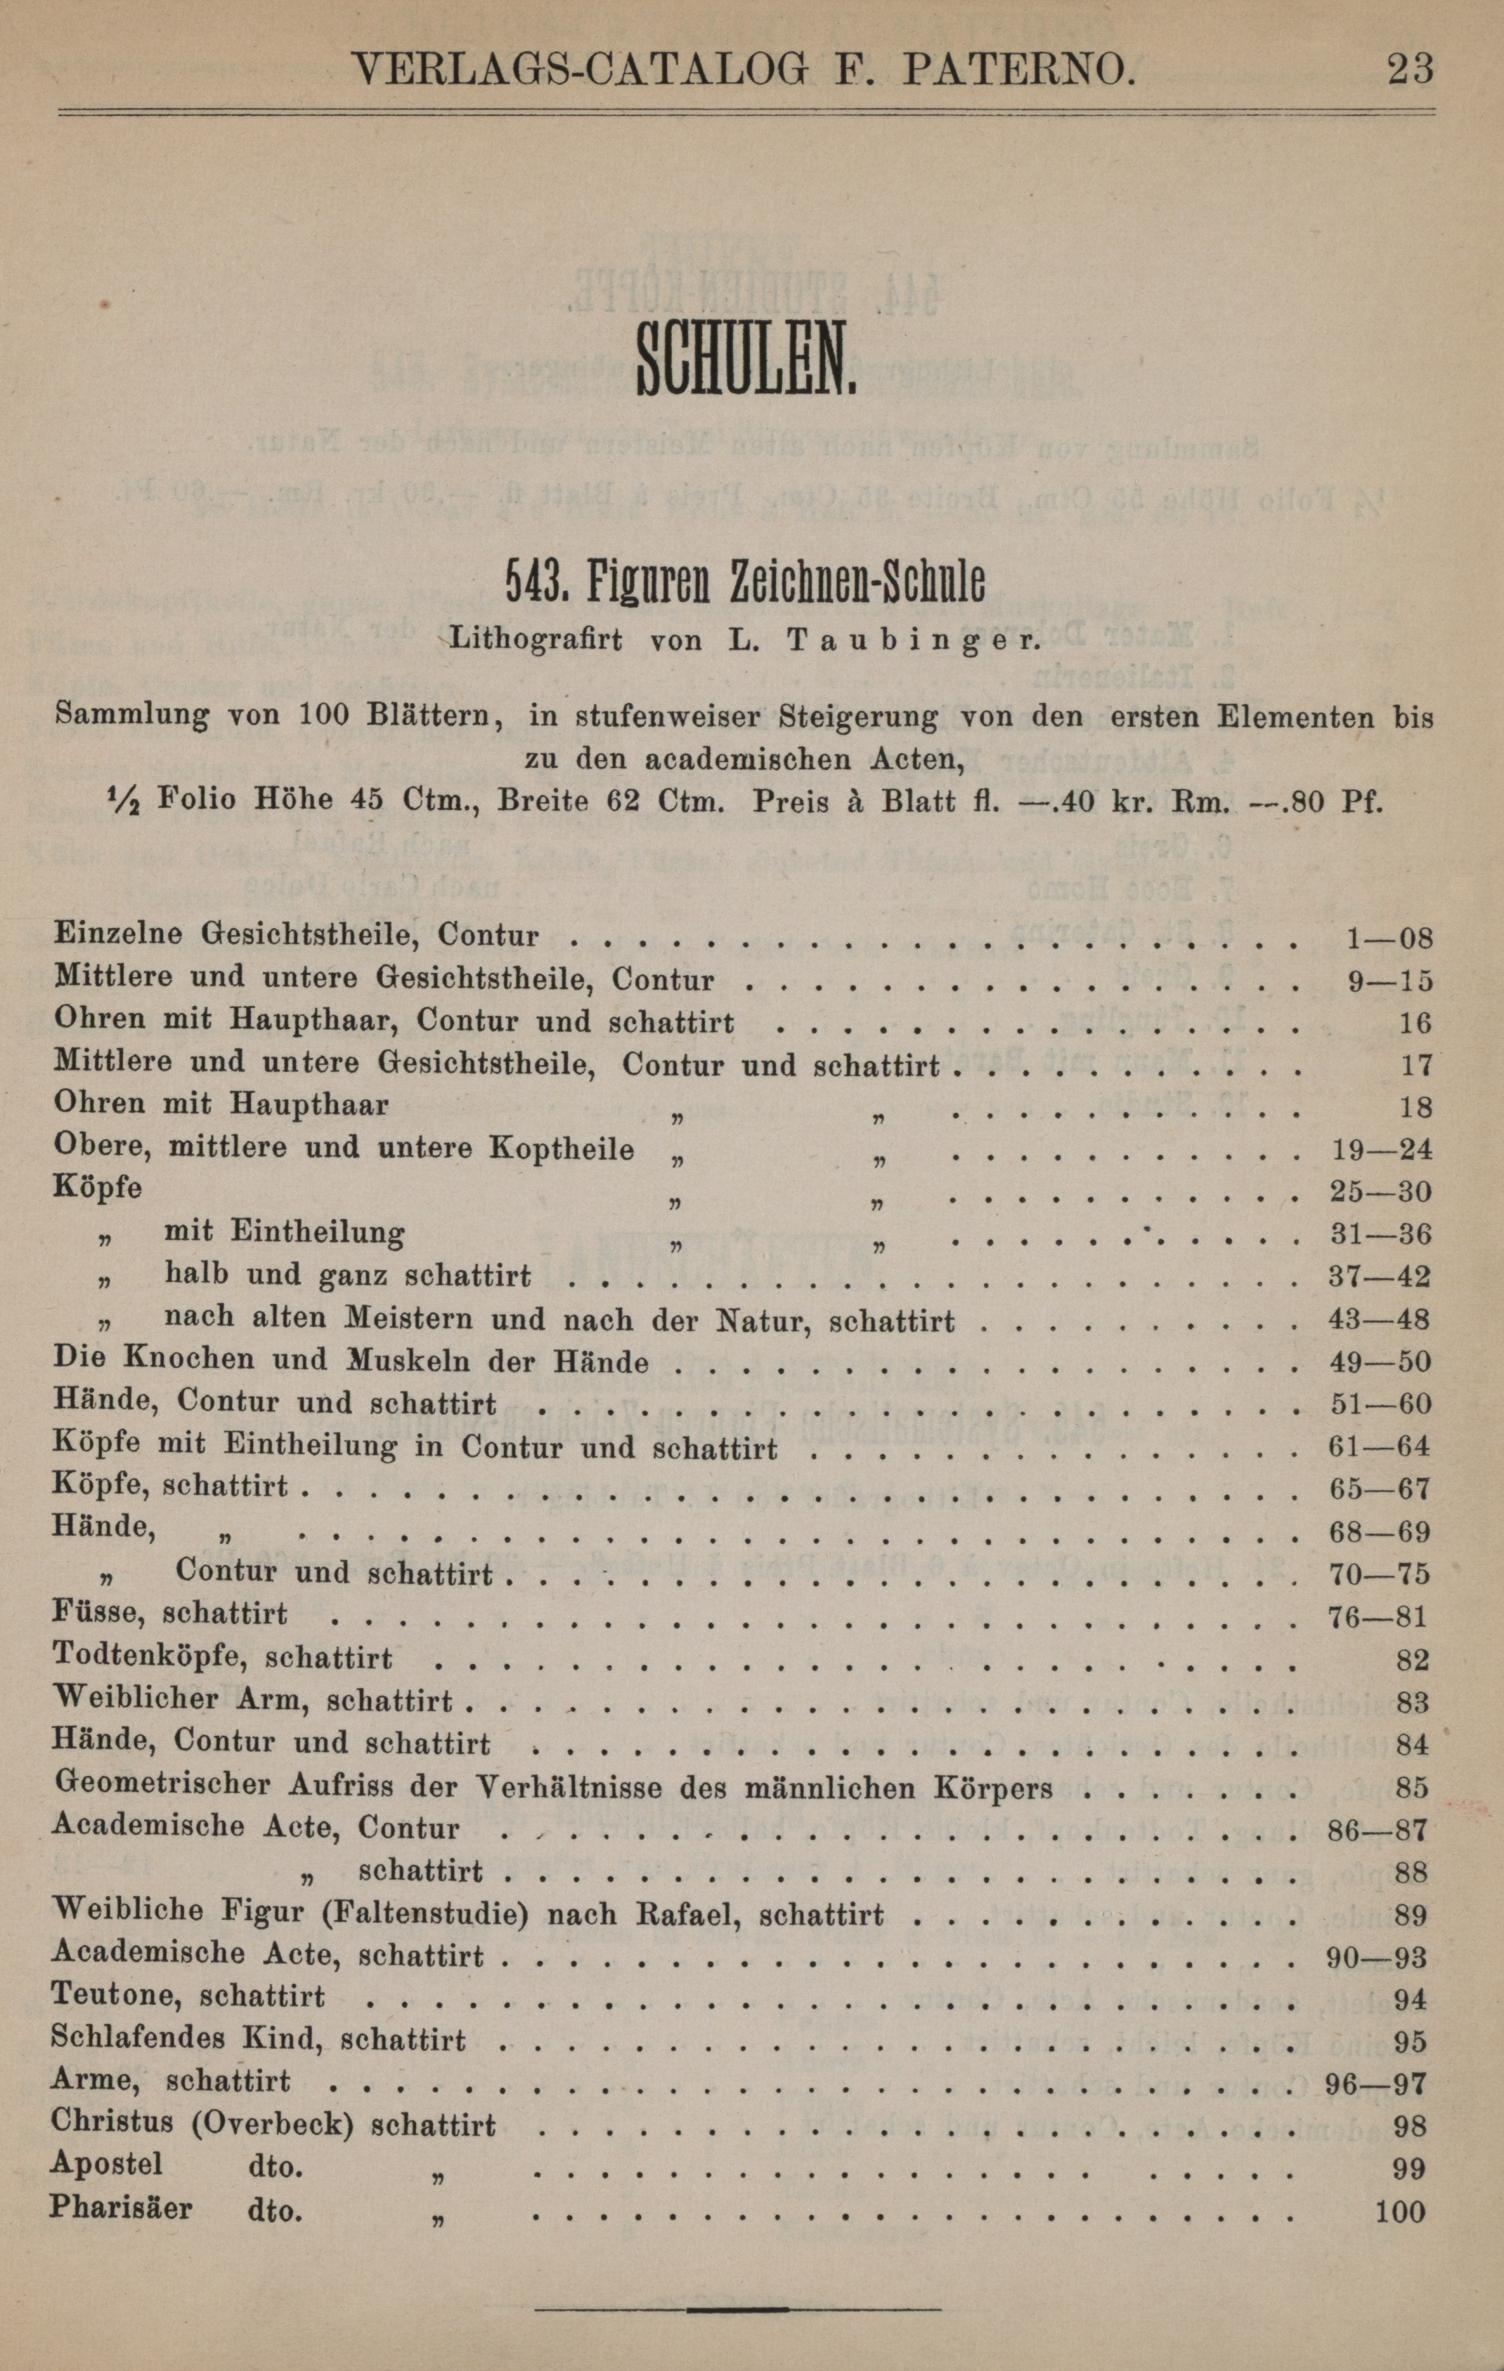 VERLAGS-CATALOG F. PATERNO. 23
SCHULEN.
543. Figuren Zeichnen-Schule
Lithografirt von L. Taubinger.
Sammlung von 100 Blättern, in stufenweiser Steigerung von den ersten Elementen bis
zu den academischen Acten,
½ Folio Höhe 45 Ctm., Breite 62 Ctm. Preis à Blatt fl. —.40 kr. Rm. —.80 Pf.
Einzelne Gesichtstheile, Contur . . . . . . . . . . . . . . . . . . . . . . 1—08
Mittlere und untere Gesichtstheile, Contur . . . . . . . . . . . . . . . . . 9—15
Ohren mit Haupthaar, Contur und schattirt . . . . . . . . . . . . . . . . 16
Mittlere und untere Gesichtstheile, Contur und schattirt . . . . . . . . . . . 17
Ohren mit Haupthaar „ „ . . . . . . . . . . . 18
Obere, mittlere und untere Koptheile „ „ . . . . . . . . . . . 19—24
Köpfe „ „ . . . . . . . . . . . 25—30
„ mit Eintheilung „ „ . . . . . . . . . . . 31—36
„ halb und ganz schattirt . . . . . . . . . . . . . . . . . . . . . . 37—42
„ nach alten Meistern und nach der Natur, schattirt . . . . . . . . . . 43—48
Die Knochen und Muskeln der Hände . . . . . . . . . . . . . . . . . . . 49—50
Hände, Contur und schattirt . . . . . . . . . . . . . . . . . . . . . . . 51—60
Köpfe mit Eintheilung in Contur und schattirt . . . . . . . . . . . . . . . 61—64
Köpfe, schattirt . . . . . . . . . . . . . . . . . . . . . . . . . . . . . . 65—67
Hände, „ . . . . . . . . . . . . . . . . . . . . . . . . . . . . . . 68—69
„ Contur und schattirt . . . . . . . . . . . . . . . . . . . . . . . . 70—75
Füsse, schattirt . . . . . . . . . . . . . . . . . . . . . . . . . . . . . 76—81
Todtenköpfe, schattirt . . . . . . . . . . . . . . . . . . . . . . . . . . 82
Weiblicher Arm, schattirt . . . . . . . . . . . . . . . . . . . . . . . . . 83
Hände, Contur und schattirt . . . . . . . . . . . . . . . . . . . . . . . 84
Geometrischer Aufriss der Verhältnisse des männlichen Körpers . . . . . . . 85
Academische Acte, Contur . . . . . . . . . . . . . . . . . . . . . . . . 86—87
„ schattirt . . . . . . . . . . . . . . . . . . . . . . . . 88
Weibliche Figur (Faltenstudie) nach Rafael, schattirt . . . . . . . . . . . . 89
Academische Acte, schattirt . . . . . . . . . . . . . . . . . . . . . . . . 90—93
Teutone, schattirt . . . . . . . . . . . . . . . . . . . . . . . . . . . . 94
Schlafendes Kind, schattirt . . . . . . . . . . . . . . . . . . . . . . . . 95
Arme, schattirt . . . . . . . . . . . . . . . . . . . . . . . . . . . . . 96—97
Christus (Overbeck) schattirt . . . . . . . . . . . . . . . . . . . . . . . 98
Apostel dto. „ . . . . . . . . . . . . . . . . . . . . . . 99
Pharisäer dto. „ . . . . . . . . . . . . . . . . . . . . . . . 100